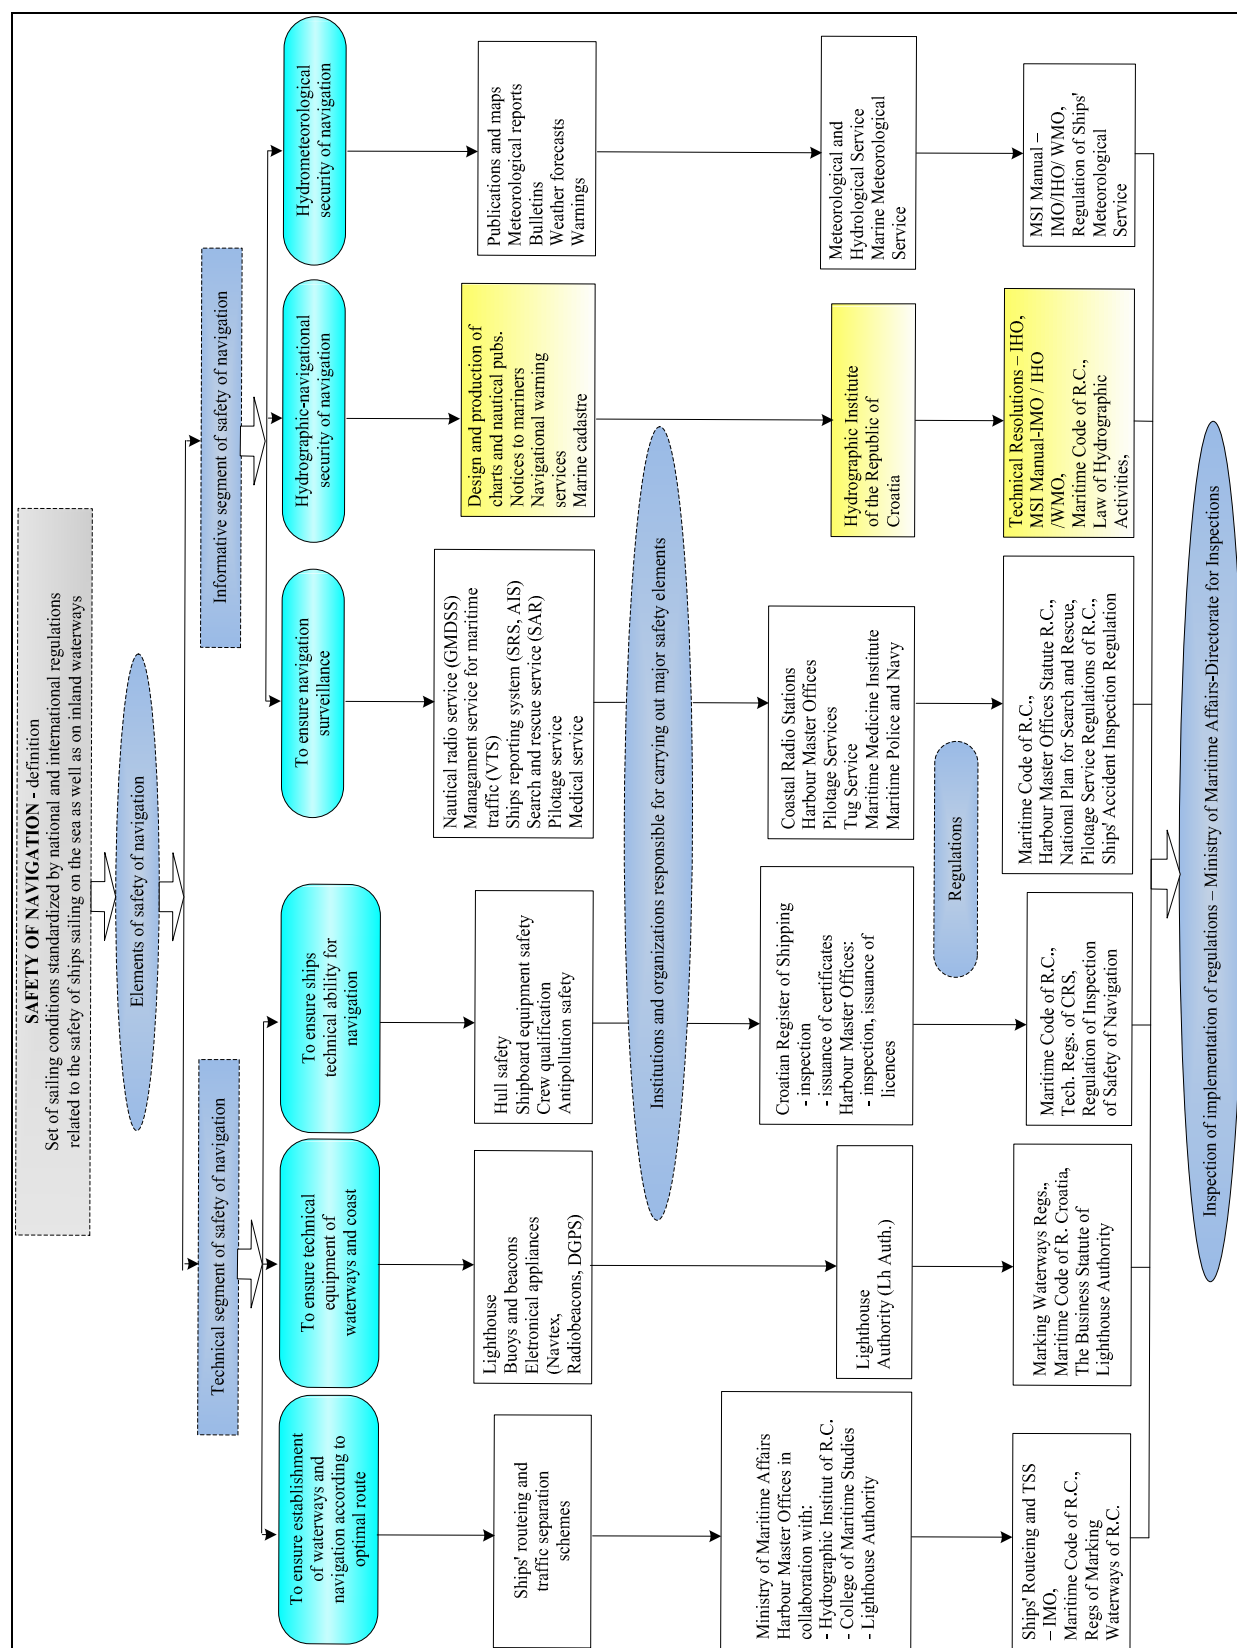 SAFETY OF NAVIGATION - definition
Set of sailing conditions standardized by national and international regulations
related to the safety of ships sailing on the sea as well as on inland waterways
Elements of safety of navigation
Technical segment of safety of navigation
Informative segment of safety of navigation
To ensure establishment
of waterways and
navigation according to
optimal route
To ensure technical
equipment of
waterways and coast
To ensure ships
technical ability for
navigation
To ensure navigation
surveillance
Hydrographic-navigational
security of navigation
Hydrometeorological
security of navigation
Ships' routeing and
traffic separation
schemes
Lighthouse
Buoys and beacons
Eletronical appliances
(Navtex,
Radiobeacons, DGPS)
Hull safety
Shipboard equipment safety
Crew qualification
Antipollution safety
Nautical radio service (GMDSS)
Managament service for maritime
traffic (VTS)
Ships reporting system (SRS, AIS)
Search and rescue service (SAR)
Pilotage service
Medical service
Design and production of
charts and nautical pubs.
Notices to mariners
Navigational warning
services
Marine cadastre
Publications and maps
Meteorological reports
Bulletins
Weather forecasts
Warnings
Institutions and organizations responsible for carrying out major safety elements
Ministry of Maritime Affairs
Harbour Master Offices in
collaboration with:
- Hydrographic Institut of R.C.
- College of Maritime Studies
- Lighthouse Authority
Lighthouse
Authority (Lh Auth.)
Croatian Register of Shipping
- inspection
- issuance of certificates
Harbour Master Offices:
- inspection, issuance of
licences
Coastal Radio Stations
Harbour Master Offices
Pilotage Services
Tug Service
Maritime Medicine Institute
Maritime Police and Navy
Hydrographic Institute
of the Republic of
Croatia
Meteorological and
Hydrological Service
Marine Meteorological
Service
Regulations
Ships' Routeing and TSS
– IMO,
Maritime Code of R.C.,
Regs of Marking
Waterways of R.C.
Marking Waterways Regs.,
Maritime Code of R. Croatia,
The Business Statute of
Lighthouse Authority
Maritime Code of R.C.,
Tech. Regs. of CRS,
Regulation of Inspection
of Safety of Navigation
Maritime Code of R.C.,
Harbour Master Offices Statute R.C.,
National Plan for Search and Rescue,
Pilotage Service Regulations of R.C.,
Ships' Accident Inspection Regulation
Technical Resolutions – IHO,
MSI Manual-IMO / IHO
/WMO,
Maritime Code of R.C.,
Law of Hydrographic
Activities,
MSI Manual –
IMO/IHO/ WMO,
Regulation of Ships'
Meteorological
Service
Inspection of implementation of regulations – Ministry of Maritime Affairs-Directorate for Inspections